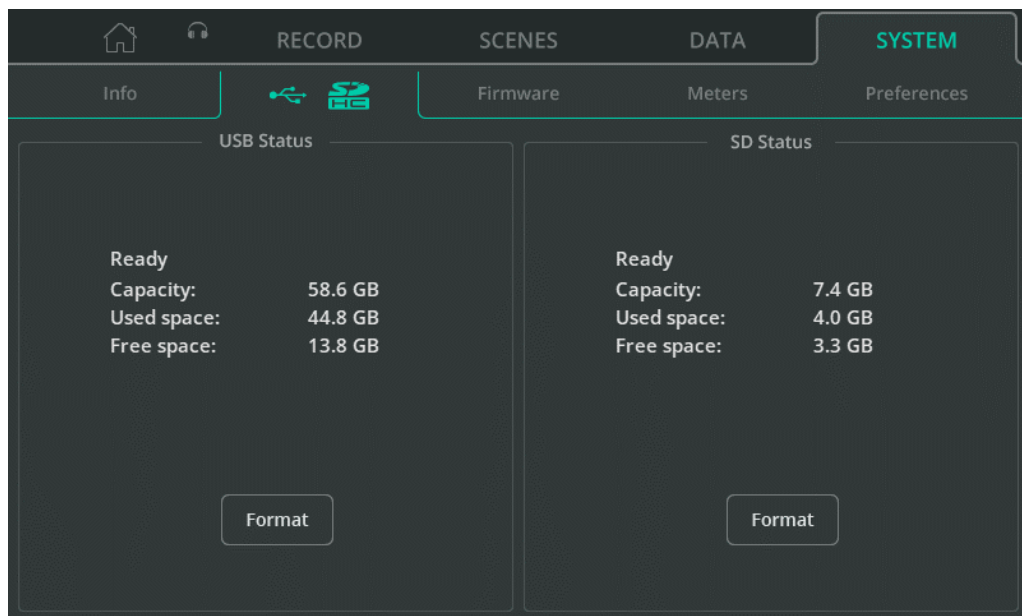 RECORD SCENES DATA SYSTEM
Info SD HC Firmware Meters Preferences
USB Status
Ready
Capacity: 58.6 GB
Used space: 44.8 GB
Free space: 13.8 GB
Format
SD Status
Ready
Capacity: 7.4 GB
Used space: 4.0 GB
Free space: 3.3 GB
Format